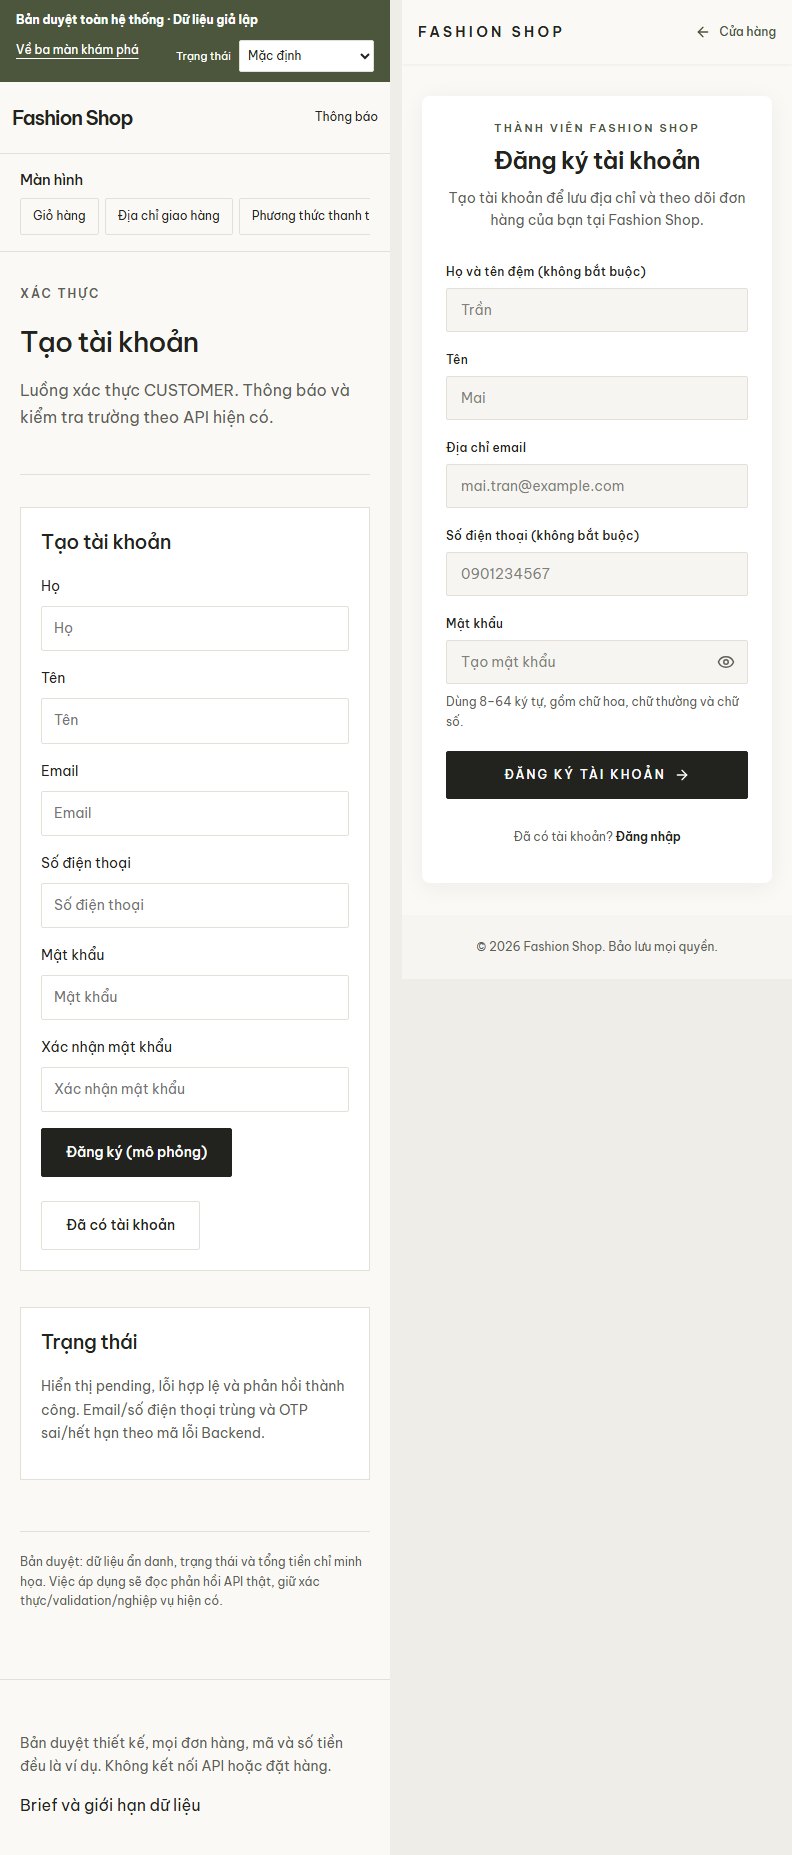 Bản duyệt toàn hệ thống · Dữ liệu giả lập
Về ba màn khám phá
Trạng thái
Mặc định
Fashion Shop
Thông báo
Màn hình
Giỏ hàng
Địa chỉ giao hàng
Phương thức thanh t
XÁC THỰC
Tạo tài khoản
Luồng xác thực CUSTOMER. Thông báo và
kiểm tra trường theo API hiện có.
Tạo tài khoản
Họ
Họ
Tên
Tên
Email
Email
Số điện thoại
Số điện thoại
Mật khẩu
Mật khẩu
Xác nhận mật khẩu
Xác nhận mật khẩu
Đăng ký (mô phỏng)
Đã có tài khoản
Trạng thái
Hiển thị pending, lỗi hợp lệ và phản hồi thành
công. Email/số điện thoại trùng và OTP
sai/hết hạn theo mã lỗi Backend.
Bản duyệt: dữ liệu ẩn danh, trạng thái và tổng tiền chỉ minh
họa. Việc áp dụng sẽ đọc phản hồi API thật, giữ xác
thực/validation/nghiệp vụ hiện có.
Bản duyệt thiết kế, mọi đơn hàng, mã và số tiền
đều là ví dụ. Không kết nối API hoặc đặt hàng.
Brief và giới hạn dữ liệu
FASHION SHOP
← Cửa hàng
THÀNH VIÊN FASHION SHOP
Đăng ký tài khoản
Tạo tài khoản để lưu địa chỉ và theo dõi đơn
hàng của bạn tại Fashion Shop.
Họ và tên đệm (không bắt buộc)
Trần
Tên
Mai
Địa chỉ email
mai.tran@example.com
Số điện thoại (không bắt buộc)
0901234567
Mật khẩu
Tạo mật khẩu
Dùng 8–64 ký tự, gồm chữ hoa, chữ thường và chữ
số.
ĐĂNG KÝ TÀI KHOẢN →
Đã có tài khoản? Đăng nhập
© 2026 Fashion Shop. Bảo lưu mọi quyền.